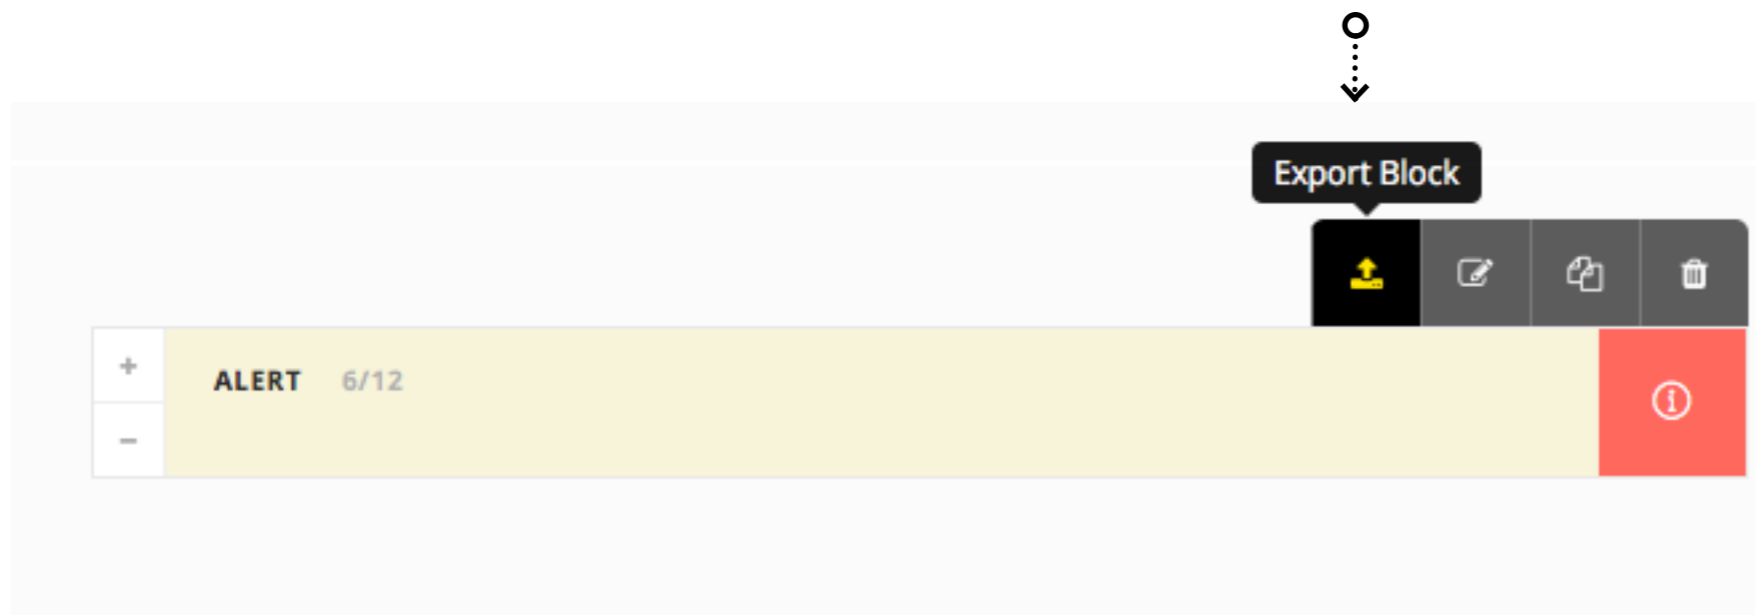 Export Block
+
ALERT 6/12
−